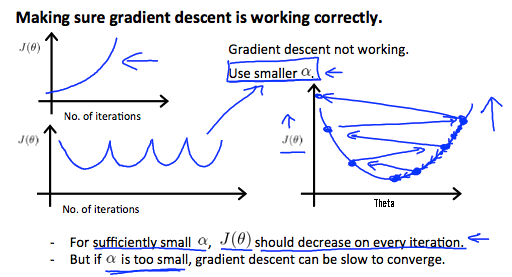 Making sure gradient descent is working correctly.
J(θ)
No. of iterations
Gradient descent not working.
Use smaller α.
J(θ)
No. of iterations
J(θ)
Theta
- For sufficiently small α, J(θ) should decrease on every iteration.
- But if α is too small, gradient descent can be slow to converge.